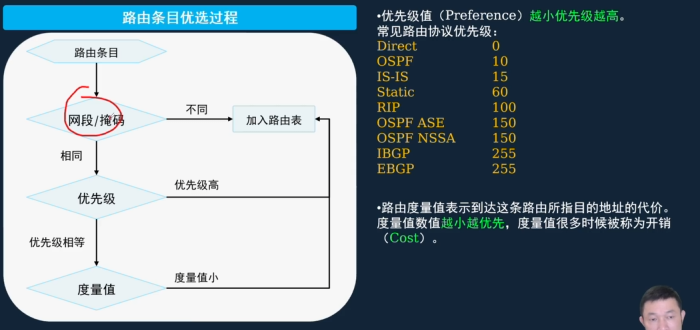 路由条目优选过程
路由条目
网段/掩码
不同
加入路由表
相同
优先级
优先级高
优先级相等
度量值
度量值小
•优先级值（Preference）越小优先级越高。
常见路由协议优先级：
Direct 0
OSPF 10
IS-IS 15
Static 60
RIP 100
OSPF ASE 150
OSPF NSSA 150
IBGP 255
EBGP 255
•路由度量值表示到达这条路由所指目的地址的代价。
度量值数值越小越优先，度量值很多时候被称为开销
（Cost）。